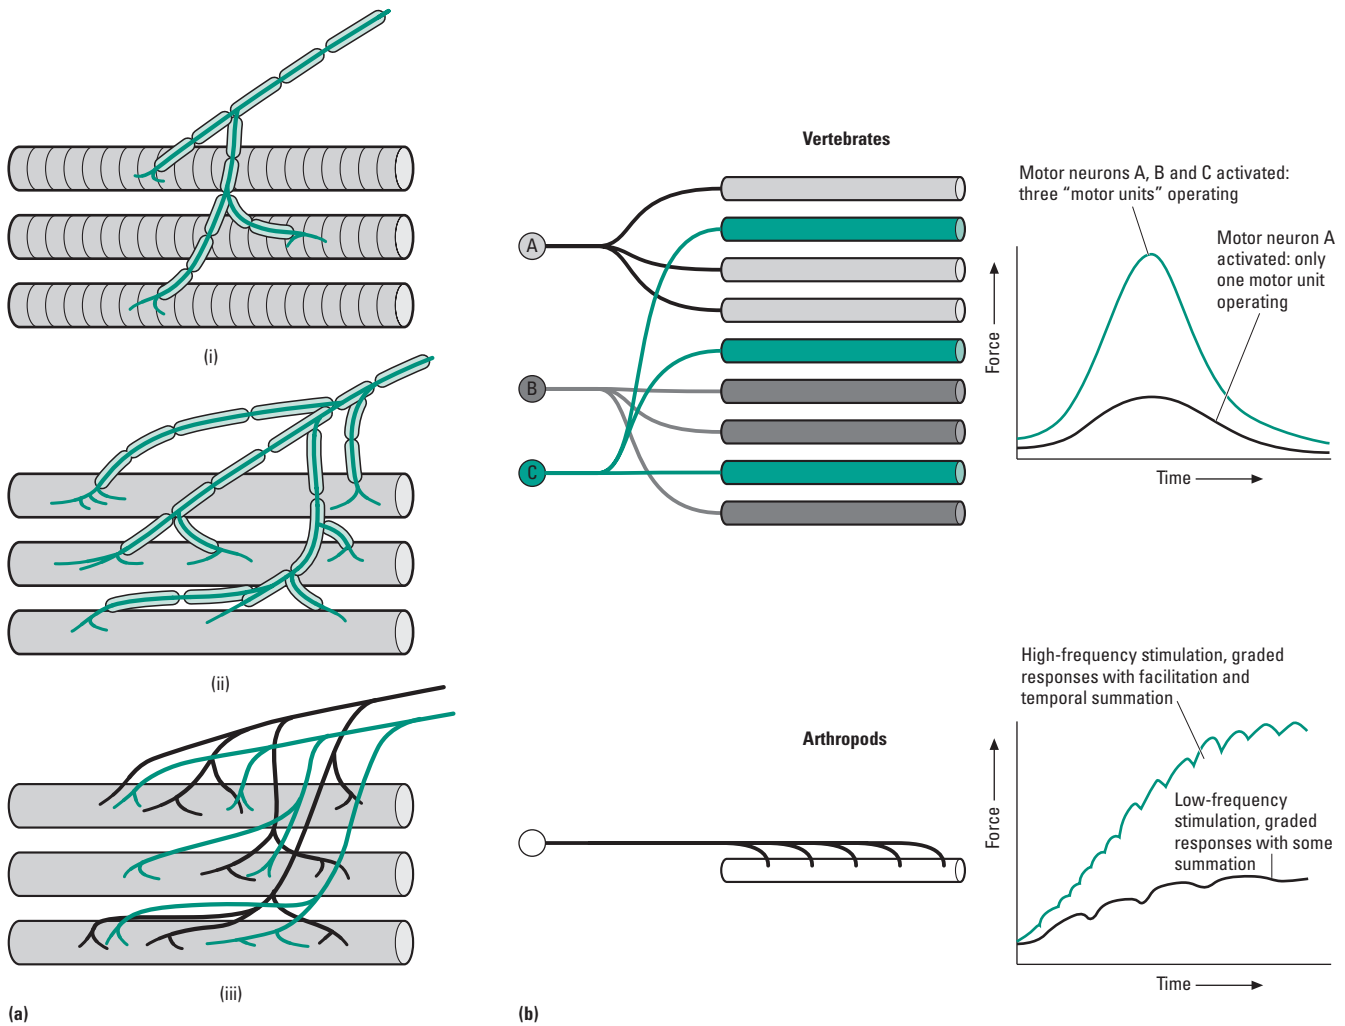 (i)
(ii)
(iii)
(a)
Vertebrates
A
B
C
Motor neurons A, B and C activated:
three “motor units” operating
Motor neuron A
activated: only
one motor unit
operating
Force
Time
Arthropods
High-frequency stimulation, graded
responses with facilitation and
temporal summation
Low-frequency
stimulation, graded
responses with some
summation
Force
Time
(b)